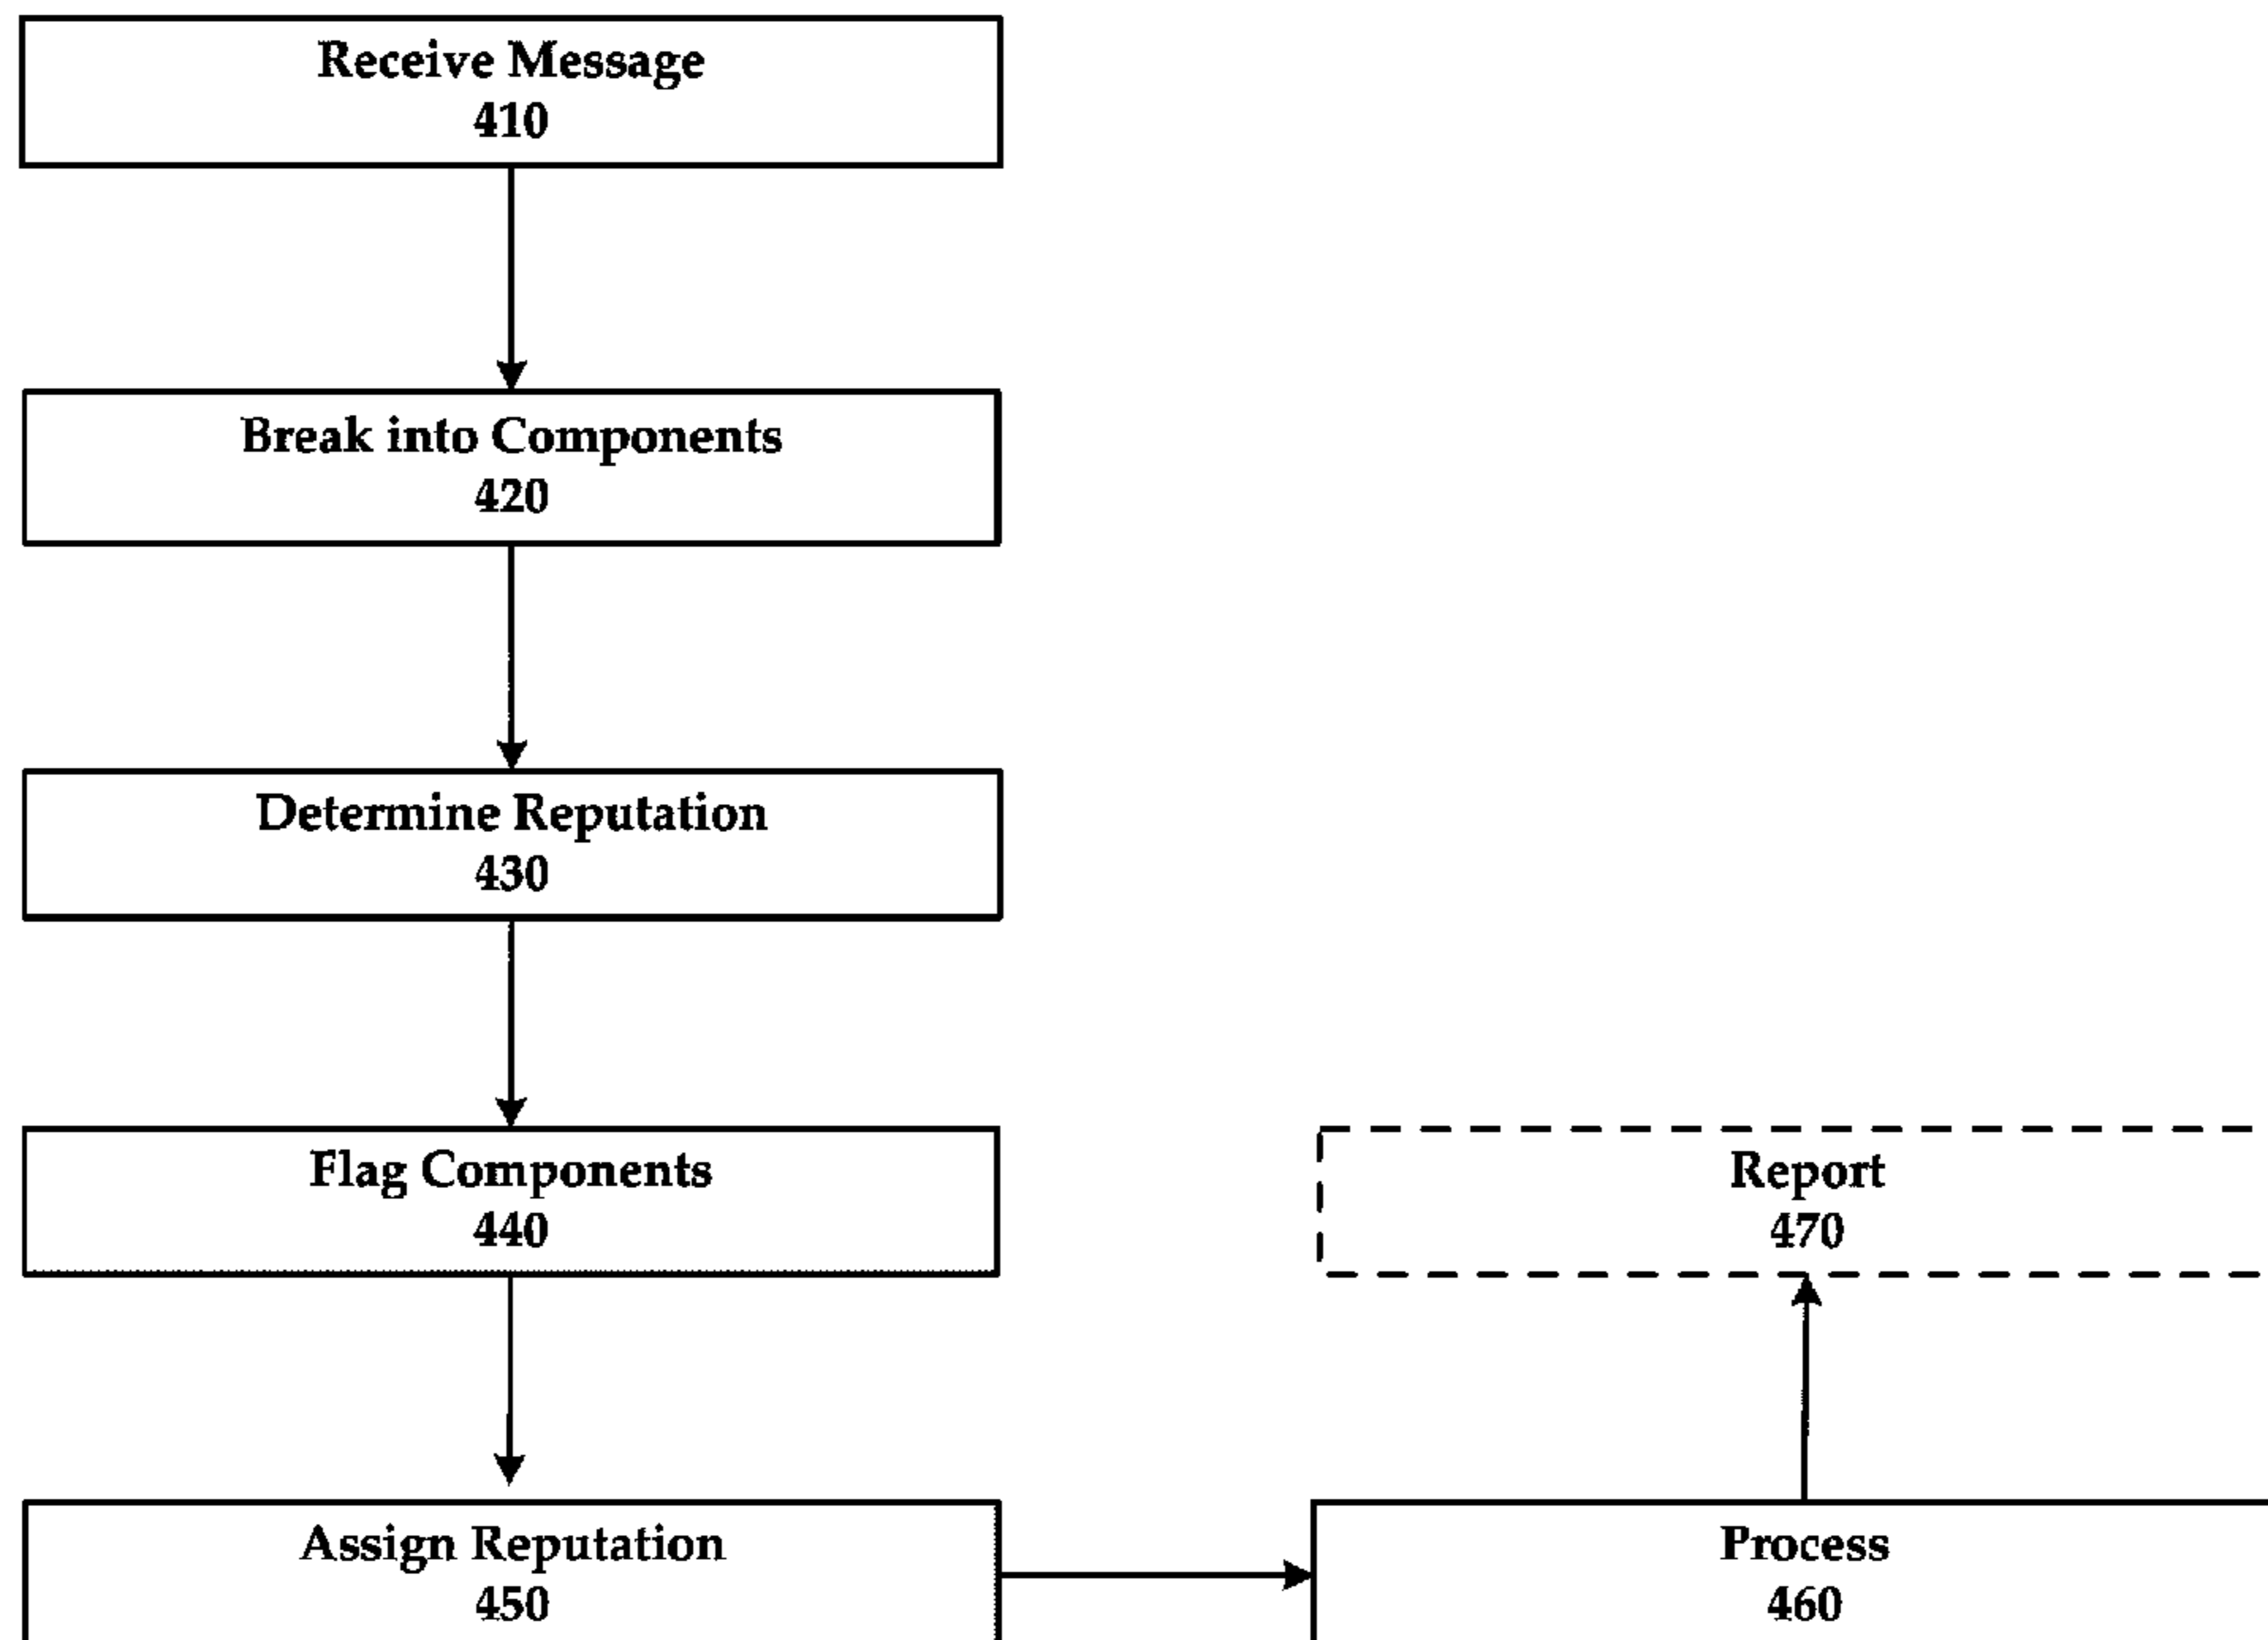 Receive Message
410
Break into Components
420
Determine Reputation
430
Flag Components
440
Assign Reputation
450
Process
460
Report
470